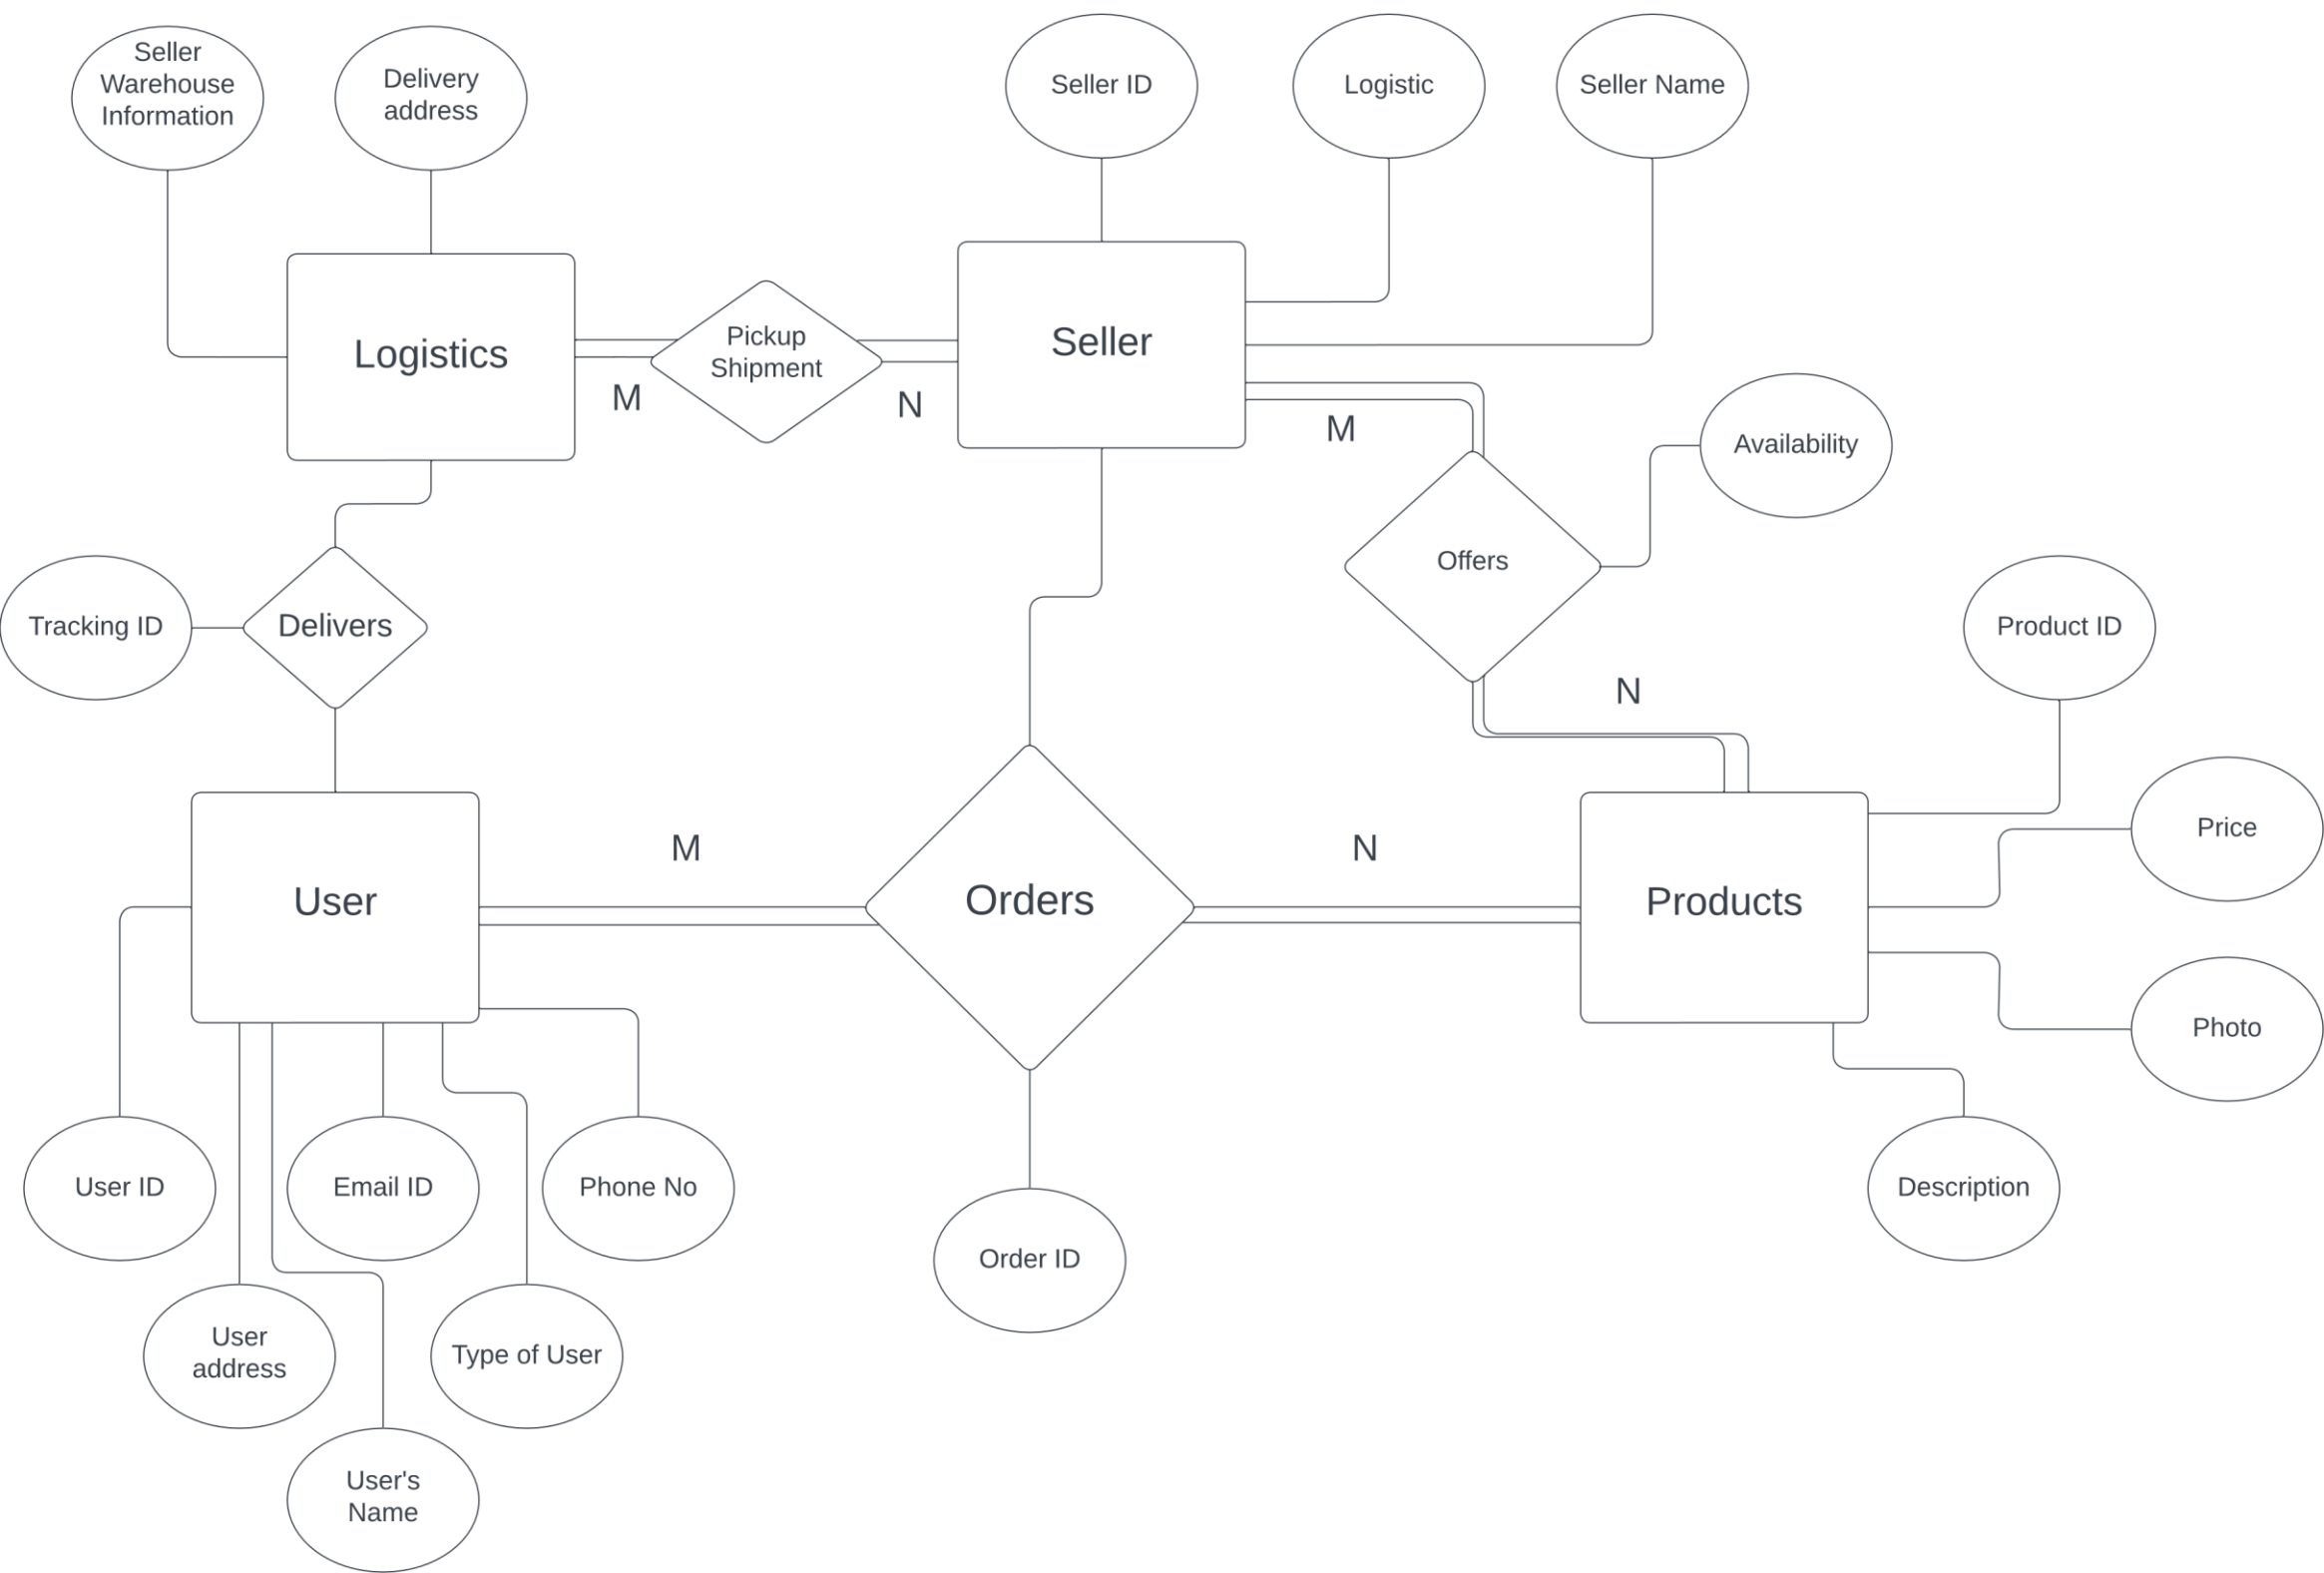 Seller
Warehouse
Information
Delivery
address
Seller ID
Logistic
Seller Name
Logistics
Pickup
Shipment
Seller
M
N
M
Availability
Offers
Tracking ID
Delivers
Product ID
N
M
N
Price
User
Orders
Products
Photo
User ID
Email ID
Phone No
Description
Order ID
User
address
Type of User
User's
Name